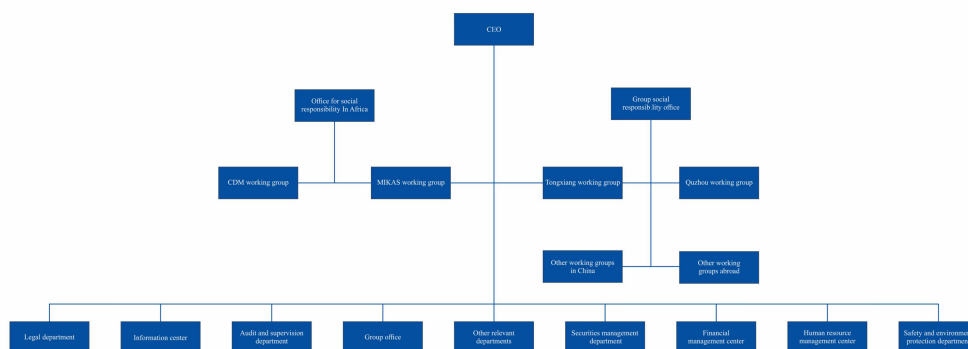 CEO
Office for social
responsibility In Africa
Group social
responsib lity office
CDM working group
MIKAS working group
Tongxiang working group
Quzhou working group
Other working groups
in China
Other working
groups abroad
Legal department
Information center
Audit and supervision
department
Group office
Other relevant
departments
Securities management
department
Financial
management center
Human resource
management center
Safety and environment
protection department